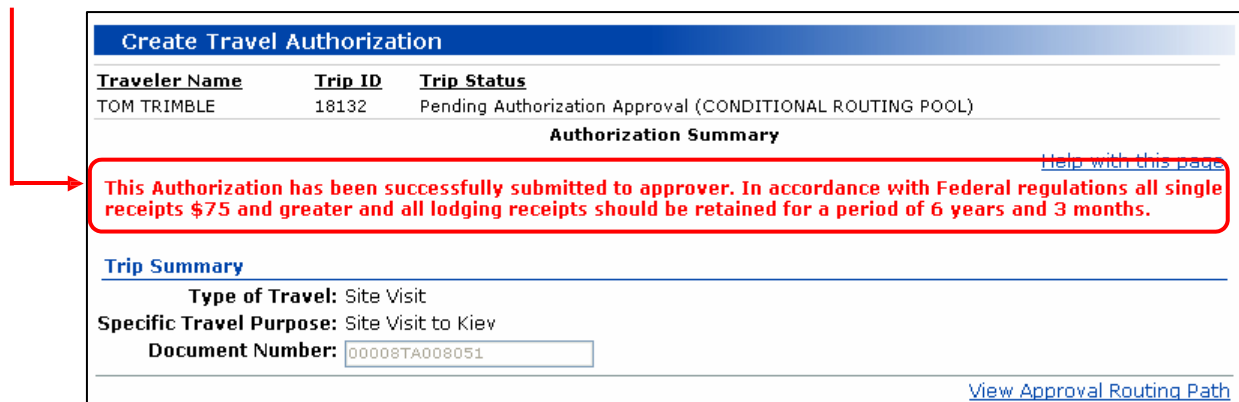 Create Travel Authorization
Traveler Name Trip ID Trip Status
TOM TRIMBLE 18132 Pending Authorization Approval (CONDITIONAL ROUTING POOL)
Authorization Summary
Help with this page
This Authorization has been successfully submitted to approver. In accordance with Federal regulations all single
receipts $75 and greater and all lodging receipts should be retained for a period of 6 years and 3 months.
Trip Summary
Type of Travel: Site Visit
Specific Travel Purpose: Site Visit to Kiev
Document Number: 00008TA008051
View Approval Routing Path